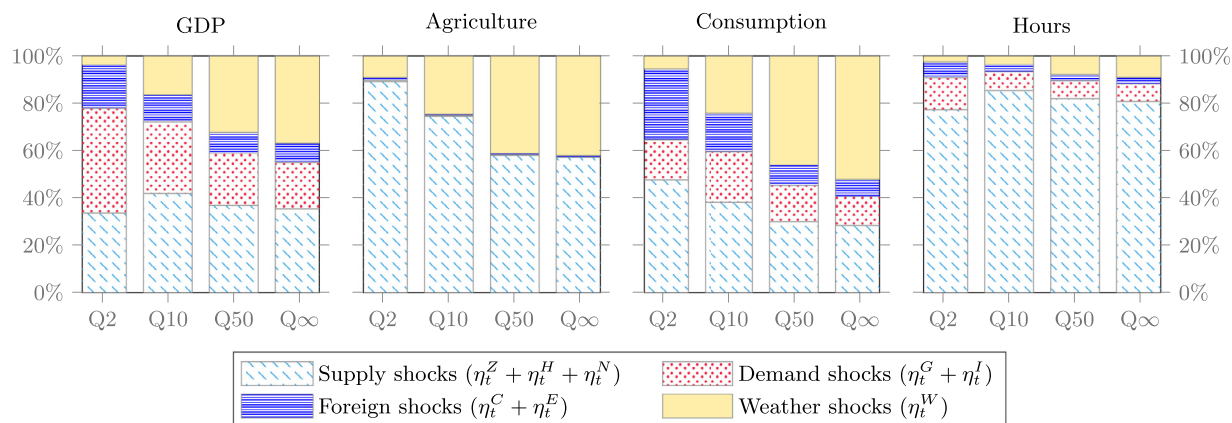 GDP Agriculture Consumption Hours
100% 100%
80% 80%
60% 60%
40% 40%
20% 20%
0% 0%
Q2 Q10 Q50 Q∞ Q2 Q10 Q50 Q∞ Q2 Q10 Q50 Q∞ Q2 Q10 Q50 Q∞
Supply shocks (η_t^Z + η_t^H + η_t^N) Demand shocks (η_t^G + η_t^I)
Foreign shocks (η_t^C + η_t^E) Weather shocks (η_t^W)